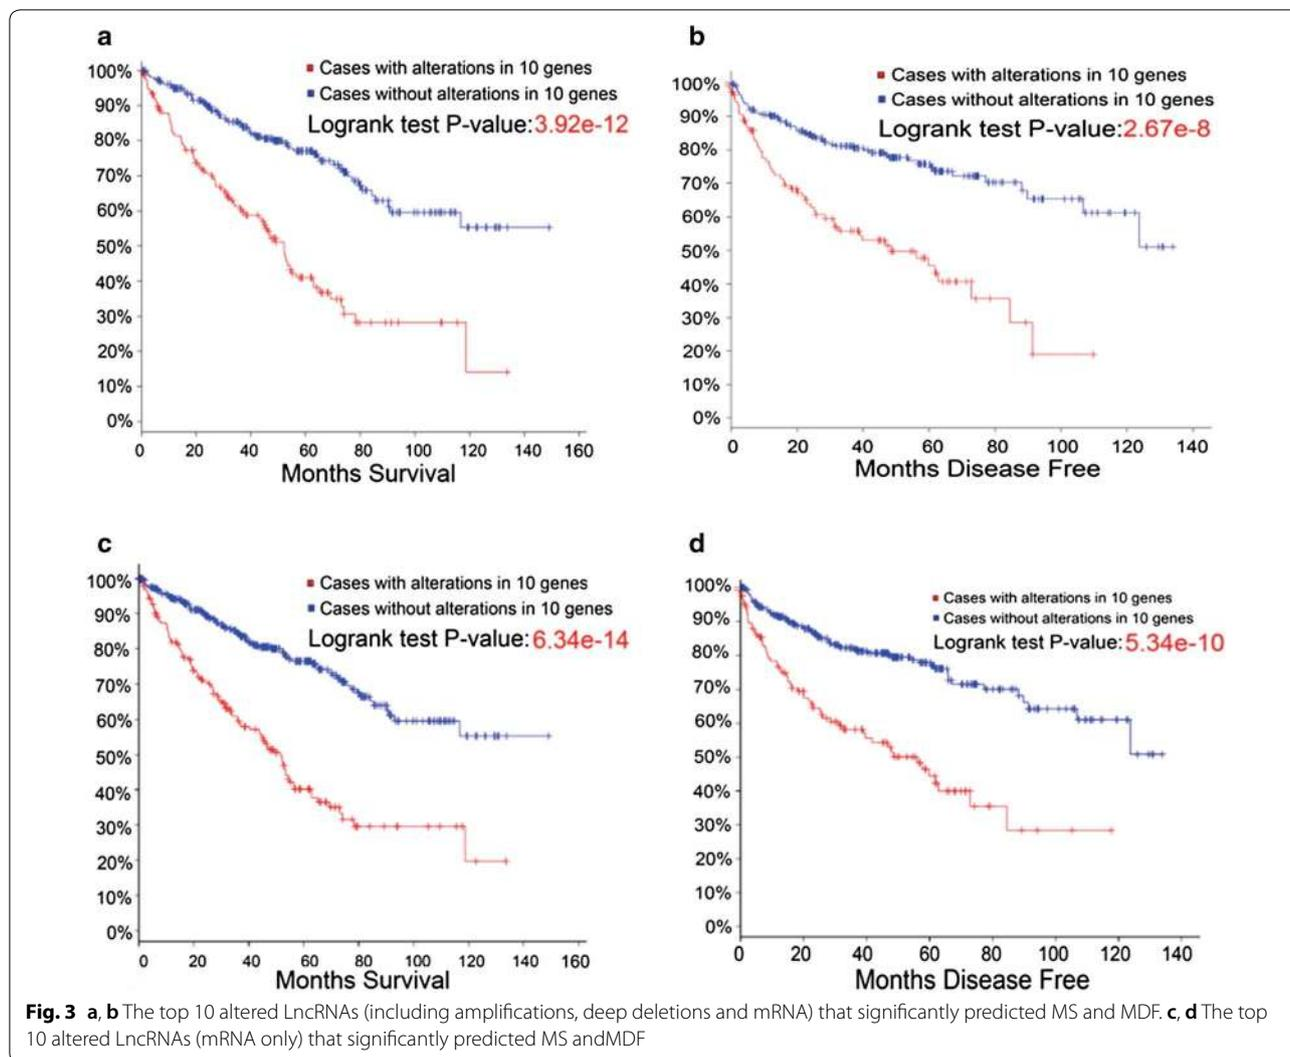 a
100%
90%
80%
70%
60%
50%
40%
30%
20%
10%
0%
Cases with alterations in 10 genes
Cases without alterations in 10 genes
Logrank test P-value:3.92e-12
0 20 40 60 80 100 120 140 160
Months Survival
b
100%
90%
80%
70%
60%
50%
40%
30%
20%
10%
0%
Cases with alterations in 10 genes
Cases without alterations in 10 genes
Logrank test P-value:2.67e-8
0 20 40 60 80 100 120 140
Months Disease Free
c
100%
90%
80%
70%
60%
50%
40%
30%
20%
10%
0%
Cases with alterations in 10 genes
Cases without alterations in 10 genes
Logrank test P-value:6.34e-14
0 20 40 60 80 100 120 140 160
Months Survival
d
100%
90%
80%
70%
60%
50%
40%
30%
20%
10%
0%
Cases with alterations in 10 genes
Cases without alterations in 10 genes
Logrank test P-value:5.34e-10
0 20 40 60 80 100 120 140
Months Disease Free
Fig. 3 a, b The top 10 altered LncRNAs (including amplifications, deep deletions and mRNA) that significantly predicted MS and MDF. c, d The top
10 altered LncRNAs (mRNA only) that significantly predicted MS andMDF